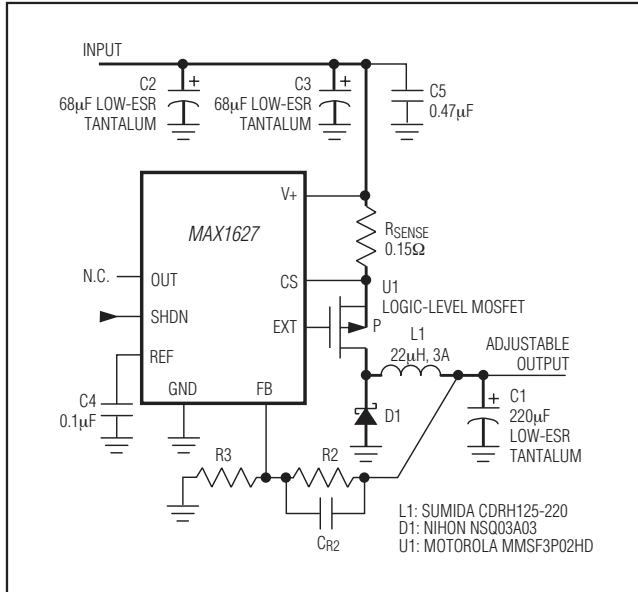 INPUT
C2
68μF LOW-ESR
TANTALUM
+
C3
68μF LOW-ESR
TANTALUM
+
C5
0.47μF
MAX1627
V+
RSENSE
0.15Ω
N.C.
OUT
CS
U1
LOGIC-LEVEL MOSFET
SHDN
EXT
P
REF
L1
22μH, 3A
ADJUSTABLE
OUTPUT
GND
FB
C4
0.1μF
D1
+
C1
220μF
LOW-ESR
TANTALUM
R3
R2
CR2
L1: SUMIDA CDRH125-220
D1: NIHON NSQ03A03
U1: MOTOROLA MMSF3P02HD